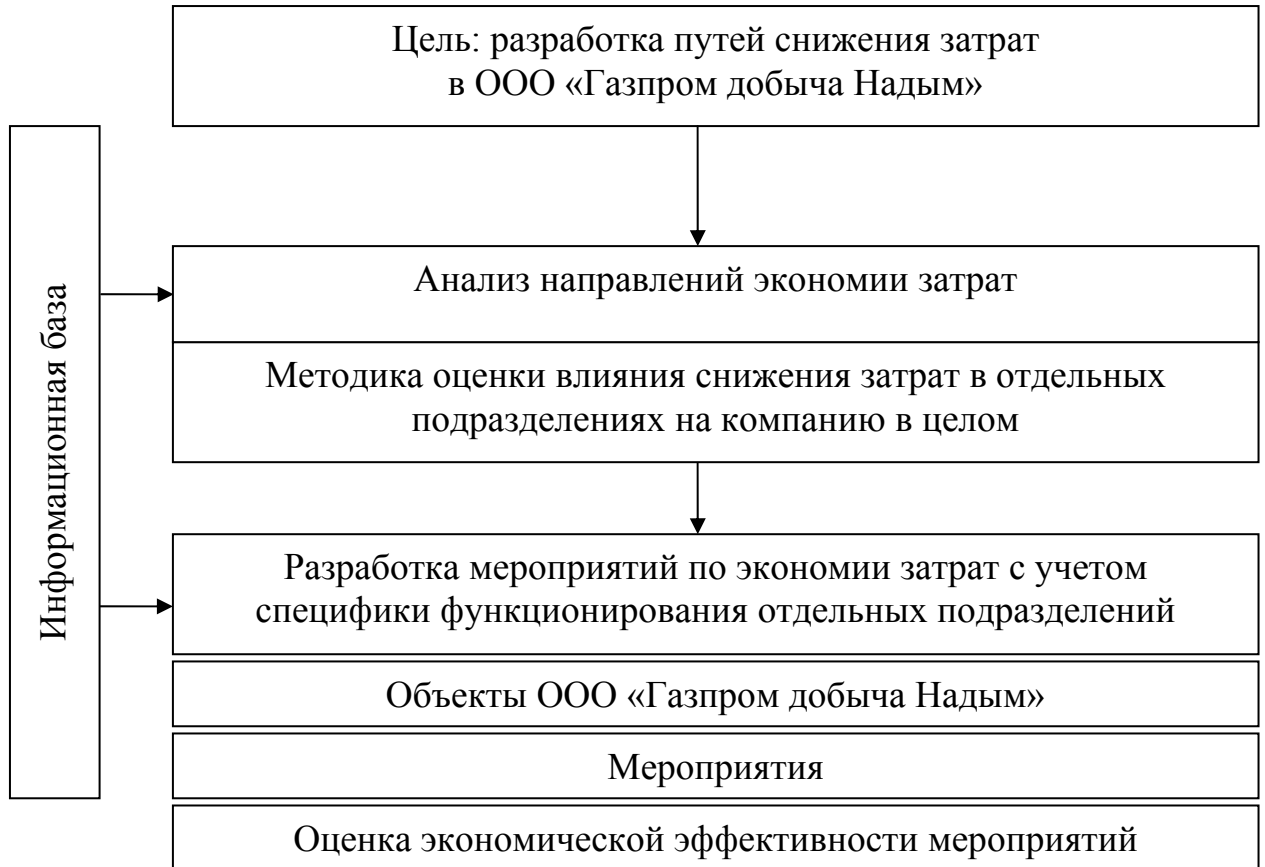 Цель: разработка путей снижения затрат
в ООО «Газпром добыча Надым»
Информационная база
Анализ направлений экономии затрат
Методика оценки влияния снижения затрат в отдельных
подразделениях на компанию в целом
Разработка мероприятий по экономии затрат с учетом
специфики функционирования отдельных подразделений
Объекты ООО «Газпром добыча Надым»
Мероприятия
Оценка экономической эффективности мероприятий